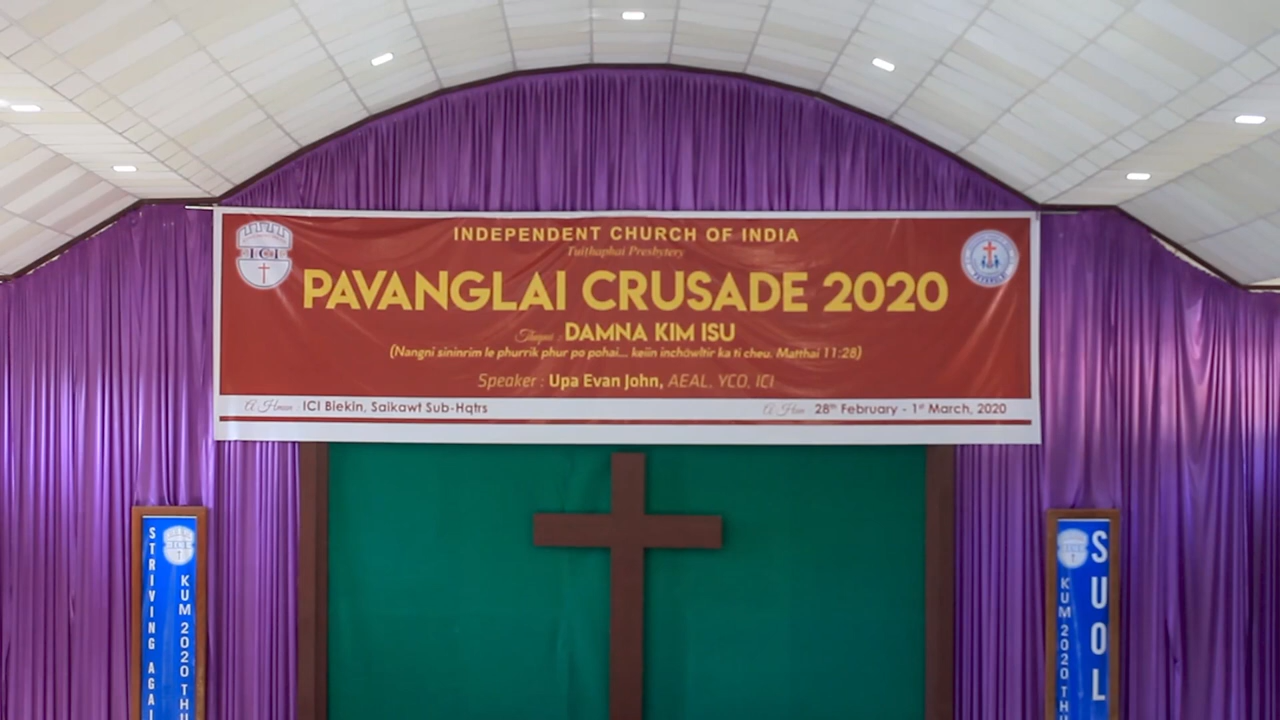 INDEPENDENT CHURCH OF INDIA
Tuithaphai Presbytery
PAVANGLAI CRUSADE 2020
Thupui : DAMNA KIM ISU
(Nangni sininrim le phurrik phur po pohai... keiin inchöwltir ka ti cheu. Matthai 11:28)
Speaker : Upa Evan John, AEAL, YCO, ICI
A Hmun : ICI Biekin, Saikawt Sub-Hqtrs
A Hun : 28th February - 1st March, 2020
ICI
STRIVING AGAI
KUM 2020 THU
SUOL
KUM 2020 THU